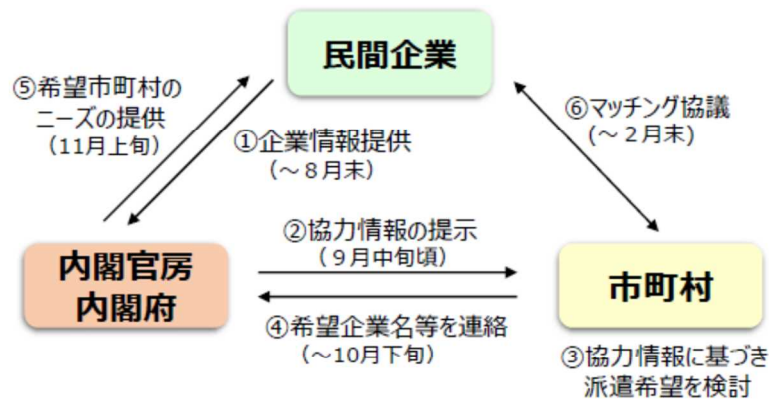 民間企業
⑤希望市町村の
ニーズの提供
（11月上旬）
①企業情報提供
（～８月末）
⑥マッチング協議
（～２月末）
②協力情報の提示
（９月中旬頃）
内閣官房
内閣府
市町村
④希望企業名等を連絡
（～10月下旬）
③協力情報に基づき
派遣希望を検討